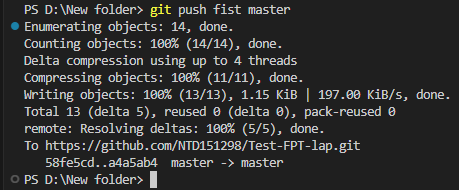 PS D:\New folder> git push fist master
Enumerating objects: 14, done.
Counting objects: 100% (14/14), done.
Delta compression using up to 4 threads
Compressing objects: 100% (11/11), done.
Writing objects: 100% (13/13), 1.15 KiB | 197.00 KiB/s, done.
Total 13 (delta 5), reused 0 (delta 0), pack-reused 0
remote: Resolving deltas: 100% (5/5), done.
To https://github.com/NTD151298/Test-FPT-lap.git
   58fe5cd..a4a5ab4  master -> master
PS D:\New folder>